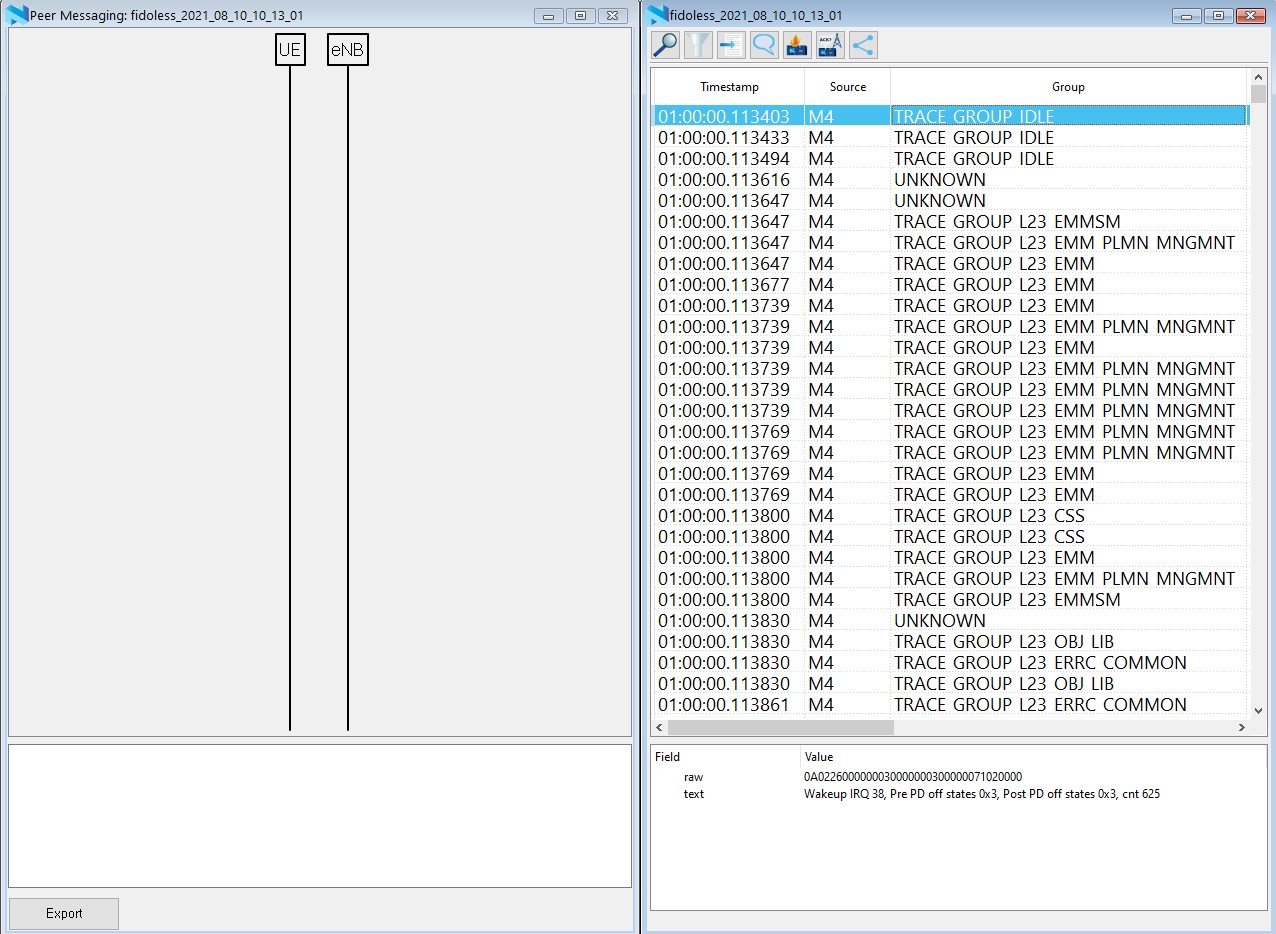 Peer Messaging: fidoless_2021_08_10_10_13_01
UE eNB
Export
fidoless_2021_08_10_10_13_01
ACK?
Timestamp Source Group
01:00:00.113403 M4 TRACE GROUP IDLE
01:00:00.113433 M4 TRACE GROUP IDLE
01:00:00.113494 M4 TRACE GROUP IDLE
01:00:00.113616 M4 UNKNOWN
01:00:00.113647 M4 UNKNOWN
01:00:00.113647 M4 TRACE GROUP L23 EMMSM
01:00:00.113647 M4 TRACE GROUP L23 EMM PLMN MNGMNT
01:00:00.113647 M4 TRACE GROUP L23 EMM
01:00:00.113677 M4 TRACE GROUP L23 EMM
01:00:00.113739 M4 TRACE GROUP L23 EMM
01:00:00.113739 M4 TRACE GROUP L23 EMM PLMN MNGMNT
01:00:00.113739 M4 TRACE GROUP L23 EMM
01:00:00.113739 M4 TRACE GROUP L23 EMM PLMN MNGMNT
01:00:00.113739 M4 TRACE GROUP L23 EMM PLMN MNGMNT
01:00:00.113739 M4 TRACE GROUP L23 EMM PLMN MNGMNT
01:00:00.113769 M4 TRACE GROUP L23 EMM PLMN MNGMNT
01:00:00.113769 M4 TRACE GROUP L23 EMM PLMN MNGMNT
01:00:00.113769 M4 TRACE GROUP L23 EMM
01:00:00.113769 M4 TRACE GROUP L23 EMM
01:00:00.113800 M4 TRACE GROUP L23 CSS
01:00:00.113800 M4 TRACE GROUP L23 CSS
01:00:00.113800 M4 TRACE GROUP L23 EMM
01:00:00.113800 M4 TRACE GROUP L23 EMM PLMN MNGMNT
01:00:00.113800 M4 TRACE GROUP L23 EMMSM
01:00:00.113830 M4 UNKNOWN
01:00:00.113830 M4 TRACE GROUP L23 OBJ LIB
01:00:00.113830 M4 TRACE GROUP L23 ERRC COMMON
01:00:00.113830 M4 TRACE GROUP L23 OBJ LIB
01:00:00.113861 M4 TRACE GROUP L23 ERRC COMMON
Field Value
raw 0A0226000000030000000300000071020000
text Wakeup IRQ 38, Pre PD off states 0x3, Post PD off states 0x3, cnt 625